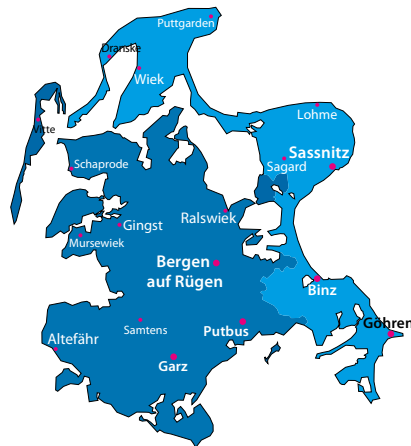 Puttgarden
Dranske
Wiek
Lohme
Vitte
Sassnitz
Sagard
Schaprode
Ralswiek
Gingst
Mursewiek
Bergen
auf Rügen
Binz
Göhren
Samtens
Putbus
Altefähr
Garz